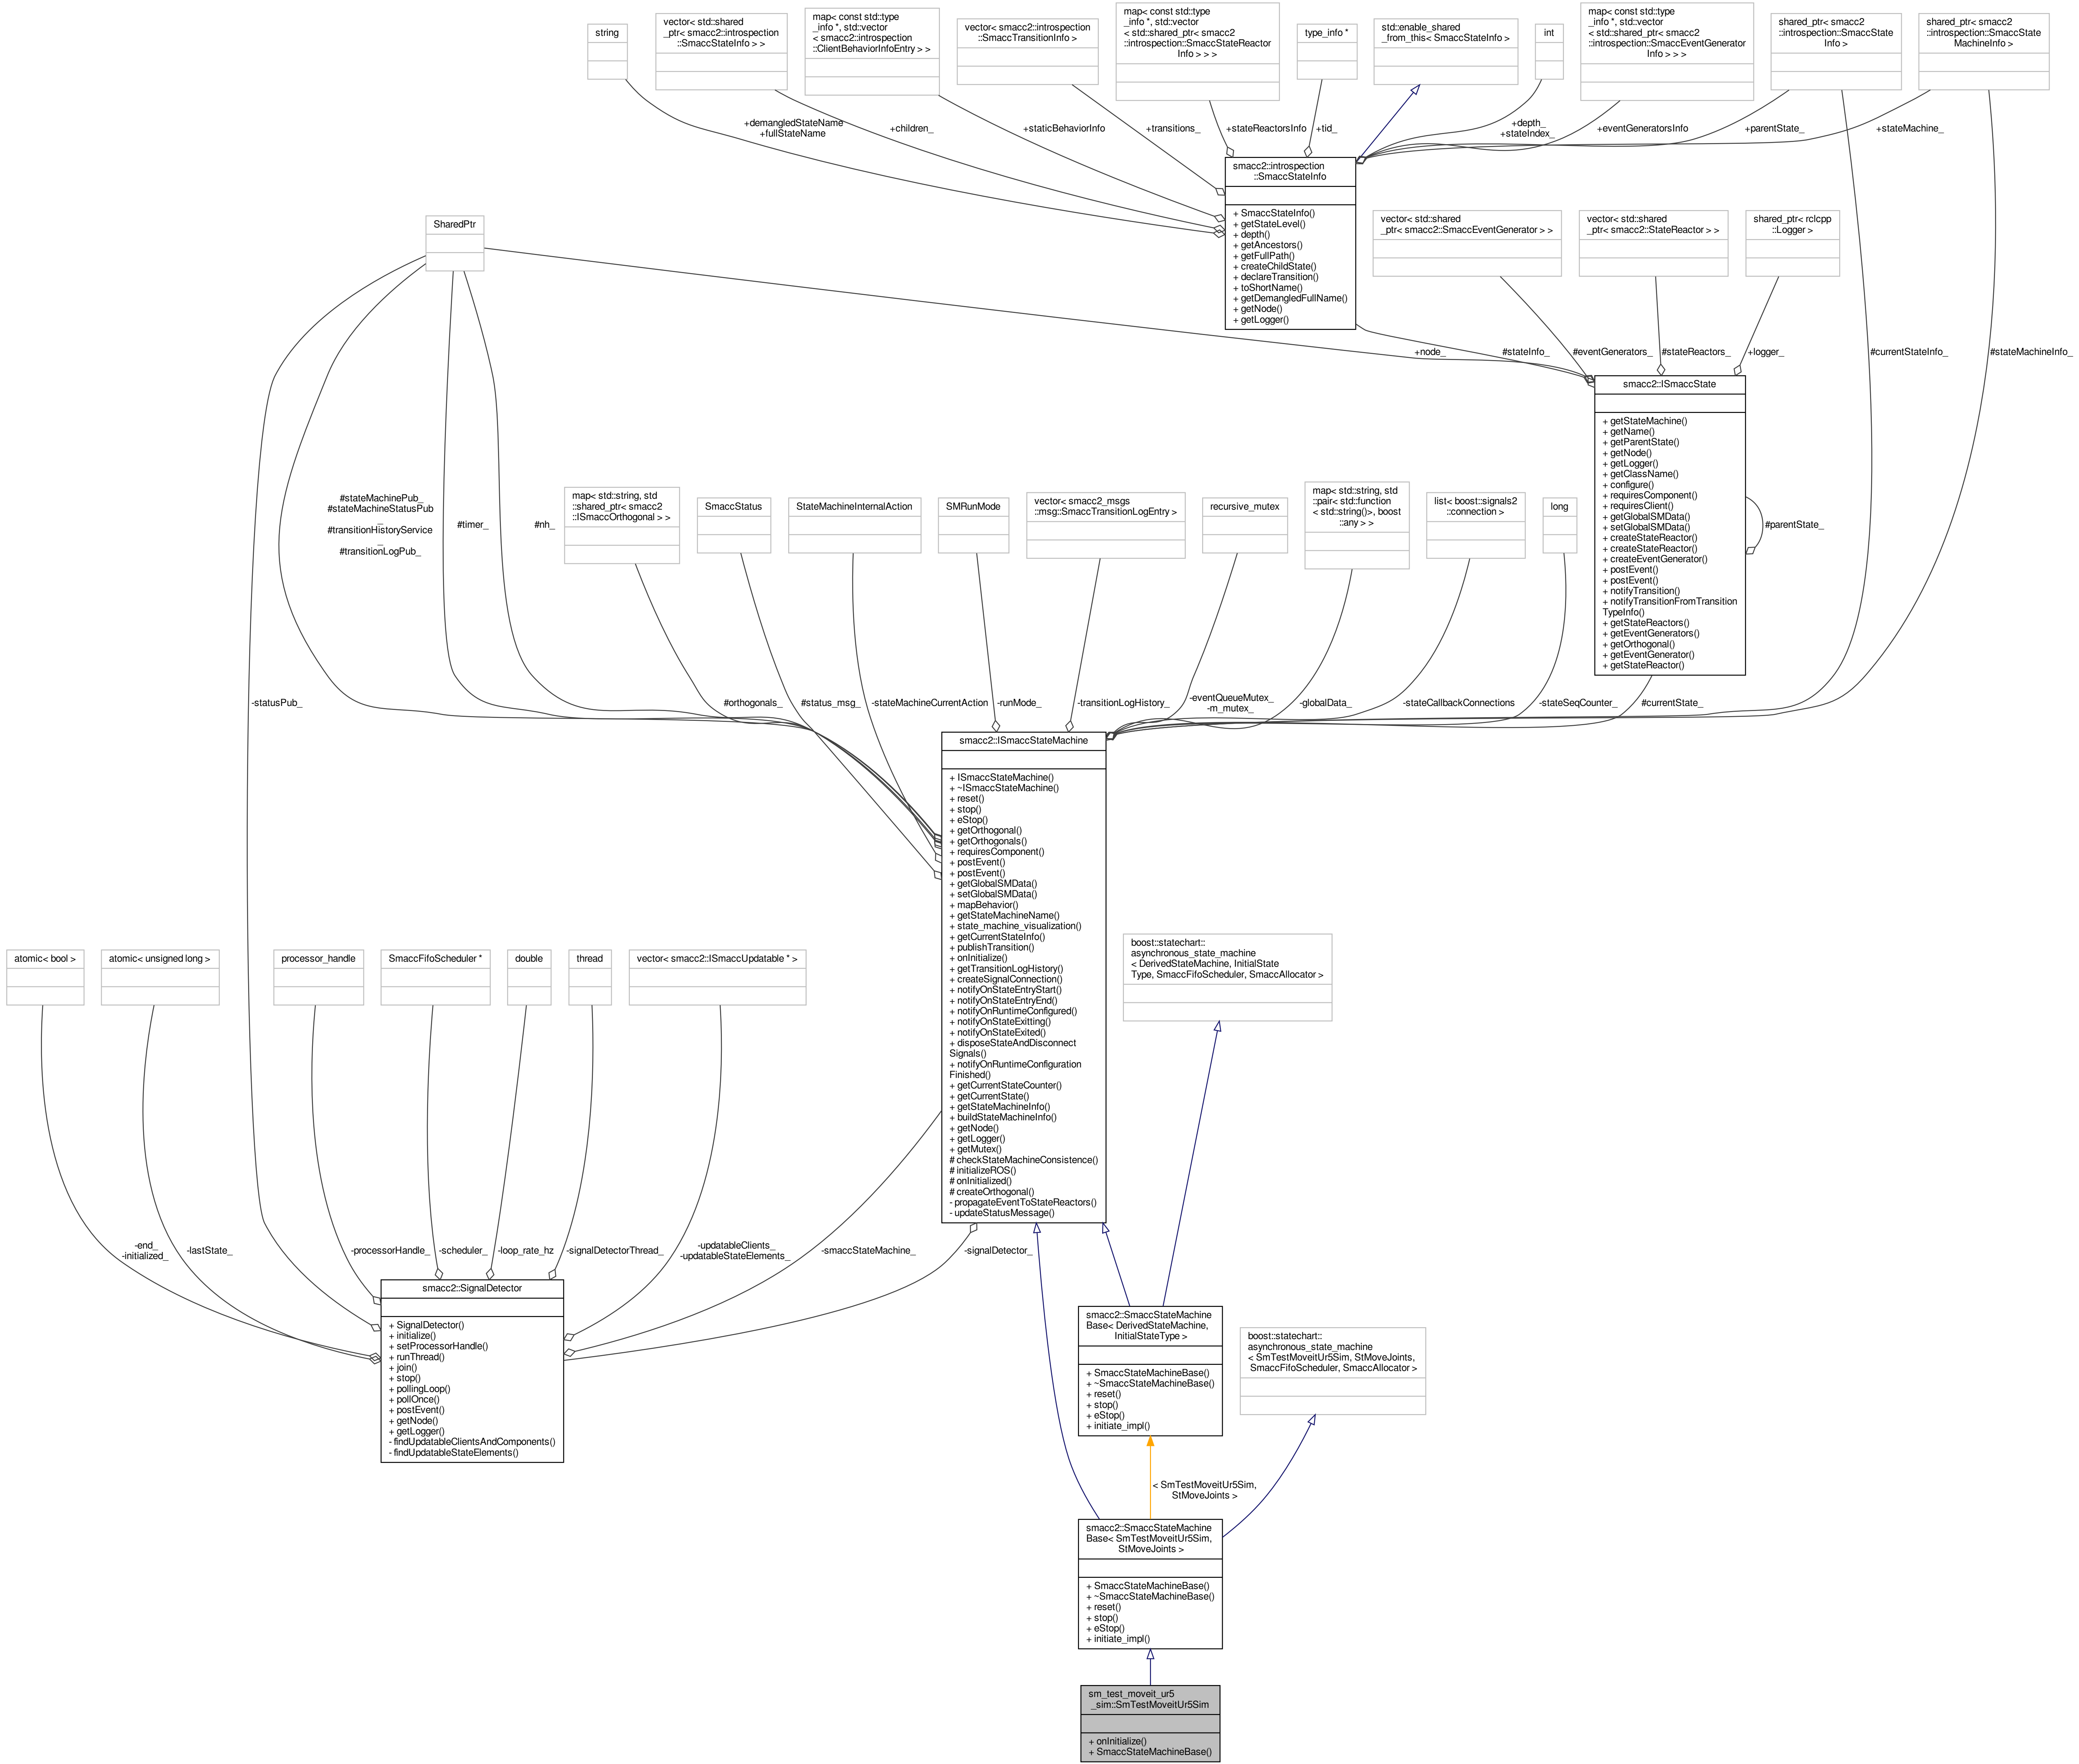 string
vector< std::shared
_ptr< smacc2::introspection
::SmaccStateInfo > >
map< const std::type
_info *, std::vector
< smacc2::introspection
::ClientBehaviorInfoEntry > >
vector< smacc2::introspection
::SmaccTransitionInfo >
map< const std::type
_info *, std::vector
< std::shared_ptr< smacc2
::introspection::SmaccStateReactor
Info > > >
type_info *
std::enable_shared
_from_this< SmaccStateInfo >
int
map< const std::type
_info *, std::vector
< std::shared_ptr< smacc2
::introspection::SmaccEventGenerator
Info > > >
shared_ptr< smacc2
::introspection::SmaccState
Info >
shared_ptr< smacc2
::introspection::SmaccState
MachineInfo >
+demangledStateName
+fullStateName
+children_
+staticBehaviorInfo
+transitions_
+stateReactorsInfo
+tid_
+depth_
+stateIndex_
+eventGeneratorsInfo
+parentState_
+stateMachine_
smacc2::introspection
::SmaccStateInfo
+ SmaccStateInfo()
+ getStateLevel()
+ depth()
+ getAncestors()
+ getFullPath()
+ createChildState()
+ declareTransition()
+ toShortName()
+ getDemangledFullName()
+ getNode()
+ getLogger()
SharedPtr
vector< std::shared
_ptr< smacc2::SmaccEventGenerator > >
vector< std::shared
_ptr< smacc2::StateReactor > >
shared_ptr< rclcpp
::Logger >
+node_
#stateInfo_
#eventGenerators_
#stateReactors_
+logger_
#currentStateInfo_
#stateMachineInfo_
smacc2::ISmaccState
+ getStateMachine()
+ getName()
+ getParentState()
+ getNode()
+ getLogger()
+ getClassName()
+ configure()
+ requiresComponent()
+ requiresClient()
+ getGlobalSMData()
+ setGlobalSMData()
+ createStateReactor()
+ createStateReactor()
+ createEventGenerator()
+ postEvent()
+ postEvent()
+ notifyTransition()
+ notifyTransitionFromTransition
TypeInfo()
+ getStateReactors()
+ getEventGenerators()
+ getOrthogonal()
+ getEventGenerator()
+ getStateReactor()
#parentState_
#stateMachinePub_
#stateMachineStatusPub
_
#transitionHistoryService
_
#transitionLogPub_
#timer_
#nh_
map< std::string, std
::shared_ptr< smacc2
::ISmaccOrthogonal > >
SmaccStatus
StateMachineInternalAction
SMRunMode
vector< smacc2_msgs
::msg::SmaccTransitionLogEntry >
recursive_mutex
map< std::string, std
::pair< std::function
< std::string()>, boost
::any > >
list< boost::signals2
::connection >
long
-statusPub_
#orthogonals_
#status_msg_
-stateMachineCurrentAction
-runMode_
-transitionLogHistory_
-eventQueueMutex_
-m_mutex_
-globalData_
-stateCallbackConnections
-stateSeqCounter_
#currentState_
smacc2::ISmaccStateMachine
+ ISmaccStateMachine()
+ ~ISmaccStateMachine()
+ reset()
+ stop()
+ eStop()
+ getOrthogonal()
+ getOrthogonals()
+ requiresComponent()
+ postEvent()
+ postEvent()
+ getGlobalSMData()
+ setGlobalSMData()
+ mapBehavior()
+ getStateMachineName()
+ state_machine_visualization()
+ getCurrentStateInfo()
+ publishTransition()
+ onInitialize()
+ getTransitionLogHistory()
+ createSignalConnection()
+ notifyOnStateEntryStart()
+ notifyOnStateEntryEnd()
+ notifyOnRuntimeConfigured()
+ notifyOnStateExitting()
+ notifyOnStateExited()
+ disposeStateAndDisconnect
Signals()
+ notifyOnRuntimeConfiguration
Finished()
+ getCurrentStateCounter()
+ getCurrentState()
+ getStateMachineInfo()
+ buildStateMachineInfo()
+ getNode()
+ getLogger()
+ getMutex()
# checkStateMachineConsistence()
# initializeROS()
# onInitialized()
# createOrthogonal()
- propagateEventToStateReactors()
- updateStatusMessage()
atomic< bool >
atomic< unsigned long >
processor_handle
SmaccFifoScheduler *
double
thread
vector< smacc2::ISmaccUpdatable * >
boost::statechart::
asynchronous_state_machine
< DerivedStateMachine, InitialState
Type, SmaccFifoScheduler, SmaccAllocator >
-end_
-initialized_
-lastState_
-processorHandle_
-scheduler_
-loop_rate_hz
-signalDetectorThread_
-updatableClients_
-updatableStateElements_
-smaccStateMachine_
-signalDetector_
smacc2::SignalDetector
+ SignalDetector()
+ initialize()
+ setProcessorHandle()
+ runThread()
+ join()
+ stop()
+ pollingLoop()
+ pollOnce()
+ postEvent()
+ getNode()
+ getLogger()
- findUpdatableClientsAndComponents()
- findUpdatableStateElements()
smacc2::SmaccStateMachine
Base< DerivedStateMachine,
InitialStateType >
+ SmaccStateMachineBase()
+ ~SmaccStateMachineBase()
+ reset()
+ stop()
+ eStop()
+ initiate_impl()
boost::statechart::
asynchronous_state_machine
< SmTestMoveitUr5Sim, StMoveJoints,
SmaccFifoScheduler, SmaccAllocator >
< SmTestMoveitUr5Sim,
StMoveJoints >
smacc2::SmaccStateMachine
Base< SmTestMoveitUr5Sim,
StMoveJoints >
+ SmaccStateMachineBase()
+ ~SmaccStateMachineBase()
+ reset()
+ stop()
+ eStop()
+ initiate_impl()
sm_test_moveit_ur5
_sim::SmTestMoveitUr5Sim
+ onInitialize()
+ SmaccStateMachineBase()